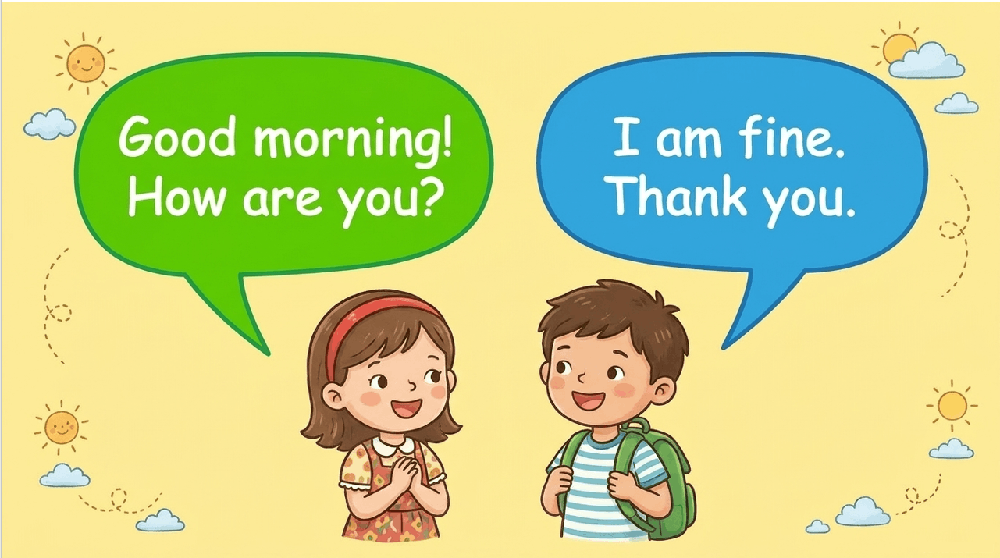 Good morning!
How are you?
I am fine.
Thank you.